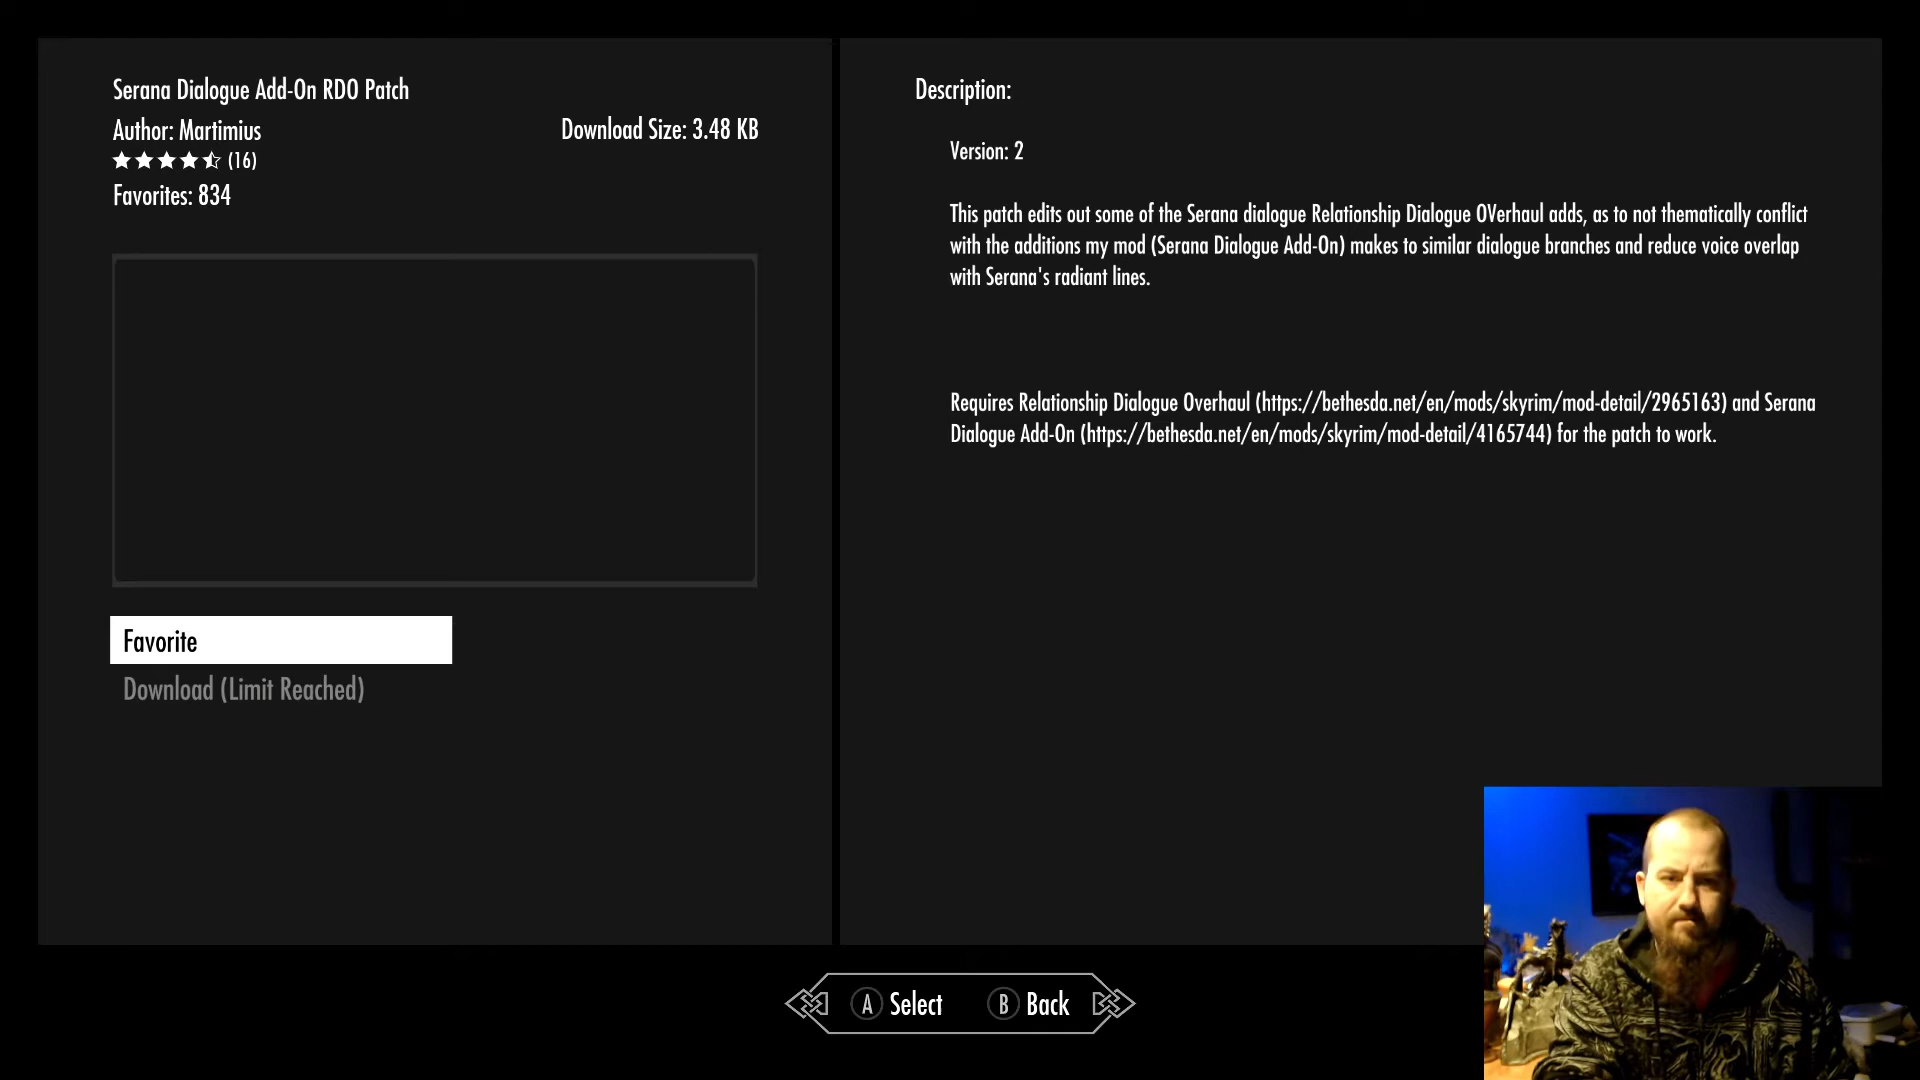 Serana Dialogue Add-On RDO Patch
Author: Martimius
Download Size: 3.48 KB
(16)
Favorites: 834
Favorite
Download (Limit Reached)
Description:
Version: 2
This patch edits out some of the Serana dialogue Relationship Dialogue OVerhaul adds, as to not thematically conflict
with the additions my mod (Serana Dialogue Add-On) makes to similar dialogue branches and reduce voice overlap
with Serana's radiant lines.
Requires Relationship Dialogue Overhaul (https://bethesda.net/en/mods/skyrim/mod-detail/2965163) and Serana
Dialogue Add-On (https://bethesda.net/en/mods/skyrim/mod-detail/4165744) for the patch to work.
A Select B Back